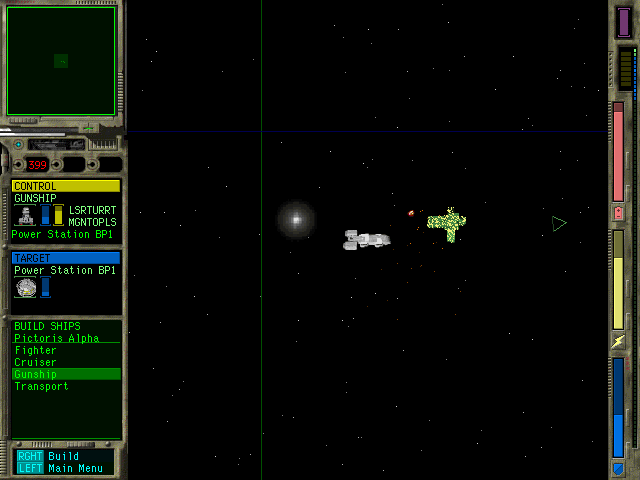 399
CONTROL
GUNSHIP
LSRTURRT
MGNTOPLS
Power Station BP1
TARGET
Power Station BP1
BUILD SHIPS
Pictoris Alpha
Fighter
Cruiser
Gunship
Transport
RGHT Build
LEFT Main Menu